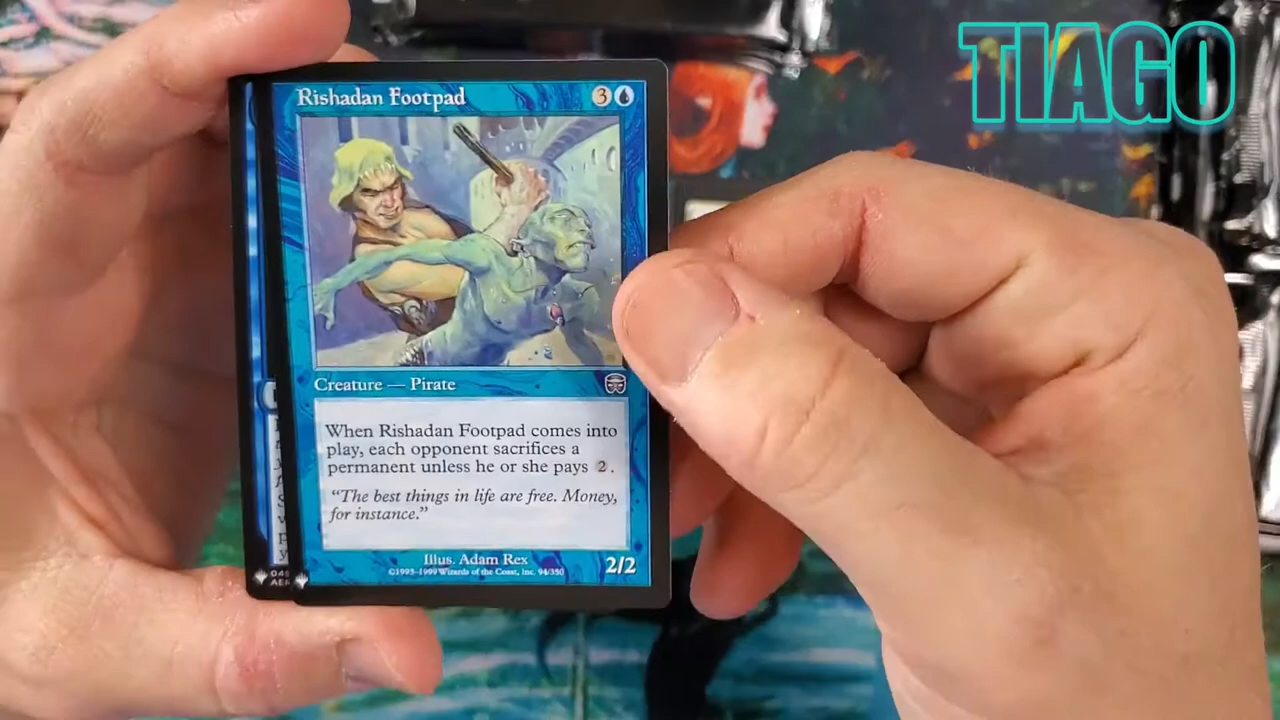 TIAGO
Rishadan Footpad 3
Creature — Pirate
When Rishadan Footpad comes into
play, each opponent sacrifices a
permanent unless he or she pays 2.
"The best things in life are free. Money,
for instance."
Illus. Adam Rex
©1993-1999 Wizards of the Coast, Inc. 94/350
2/2